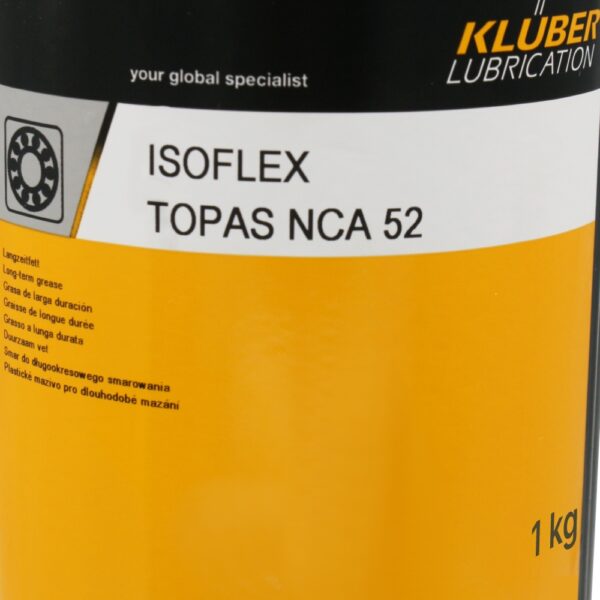 KLÜBER
LUBRICATION
your global specialist
ISOFLEX
TOPAS NCA 52
Langzeitfett
Long-term grease
Grasa de larga duración
Graisse de longue durée
Grasso a lunga durata
Duurzaam vet
Smar do długookresowego smarowania
Plastické mazivo pro dlouhodobé mazání
1 kg